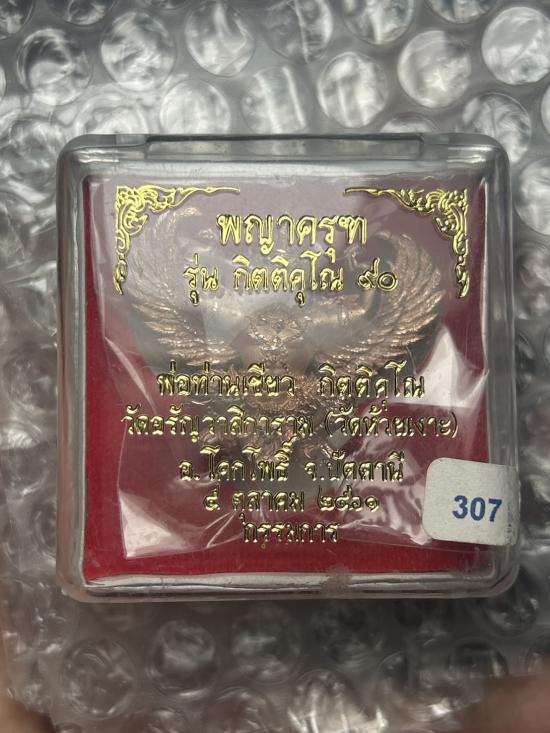 พญาครุฑ
รุ่น กิตติคุโณ ๙๐
พ่อท่านเขียว กิตติคุโณ
วัดอรัญวาสิการาม (วัดห้วยเงาะ)
อ.โคกโพธิ์ จ.ปัตตานี
๕ ตุลาคม ๒๕๖๑
กรรมการ
307